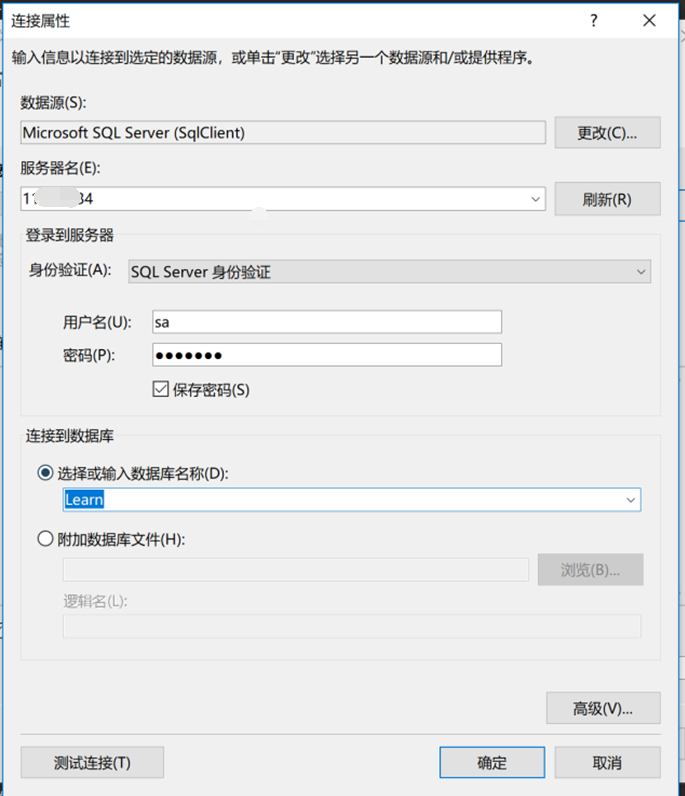 连接属性
?
输入信息以连接到选定的数据源，或单击“更改”选择另一个数据源和/或提供程序。
数据源(S):
Microsoft SQL Server (SqlClient)
更改(C)...
服务器名(E):
刷新(R)
登录到服务器
身份验证(A):
SQL Server 身份验证
用户名(U):
sa
密码(P):
●●●●●●●
保存密码(S)
连接到数据库
选择或输入数据库名称(D):
Learn
附加数据库文件(H):
浏览(B)...
逻辑名(L):
高级(V)...
测试连接(T)
确定
取消